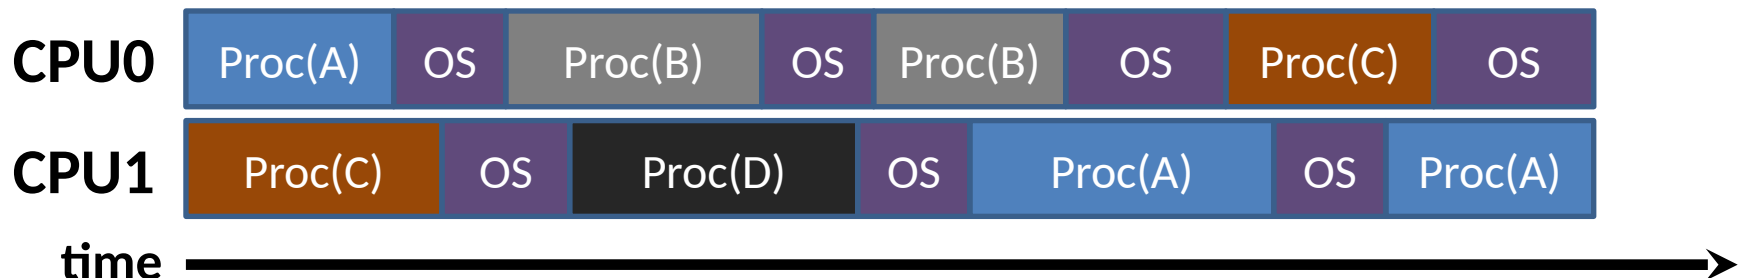 CPU0 Proc(A) OS Proc(B) OS Proc(B) OS Proc(C) OS
CPU1 Proc(C) OS Proc(D) OS Proc(A) OS Proc(A)
time